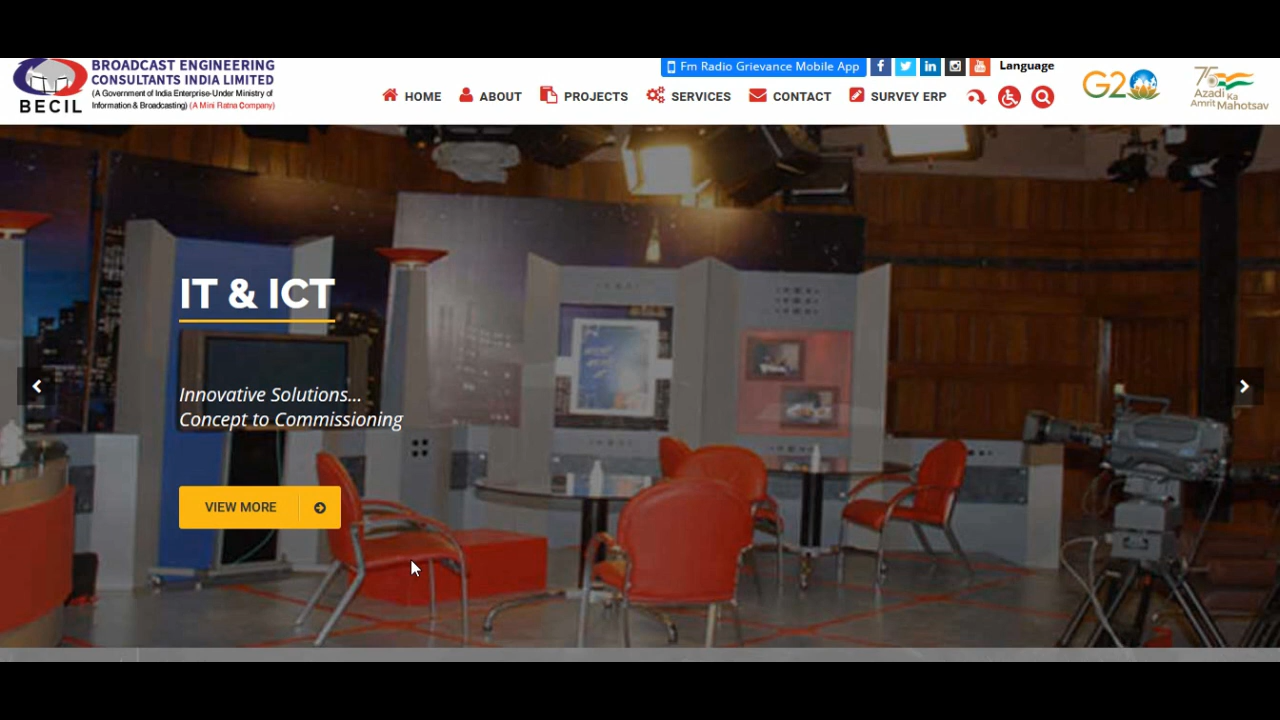 BROADCAST ENGINEERING
CONSULTANTS INDIA LIMITED
(A Government of India Enterprise-Under Ministry of
Information & Broadcasting) (A Mini Ratna Company)
BECIL
Fm Radio Grievance Mobile App
Language
HOME
ABOUT
PROJECTS
SERVICES
CONTACT
SURVEY ERP
G20
75
Azadi Ka
Amrit Mahotsav
IT & ICT
Innovative Solutions...
Concept to Commissioning
VIEW MORE